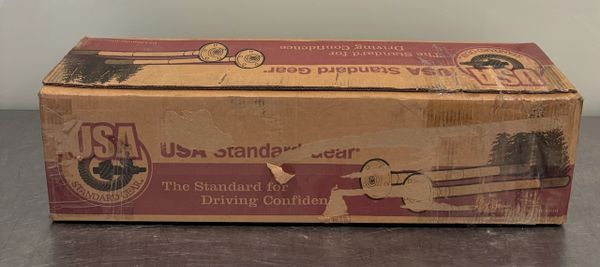 The Standard for
Driving Confidence
USA Standard Gear®
USA
USA
STANDARD GEAR
USA Standard Gear®
The Standard for
Driving Confiden